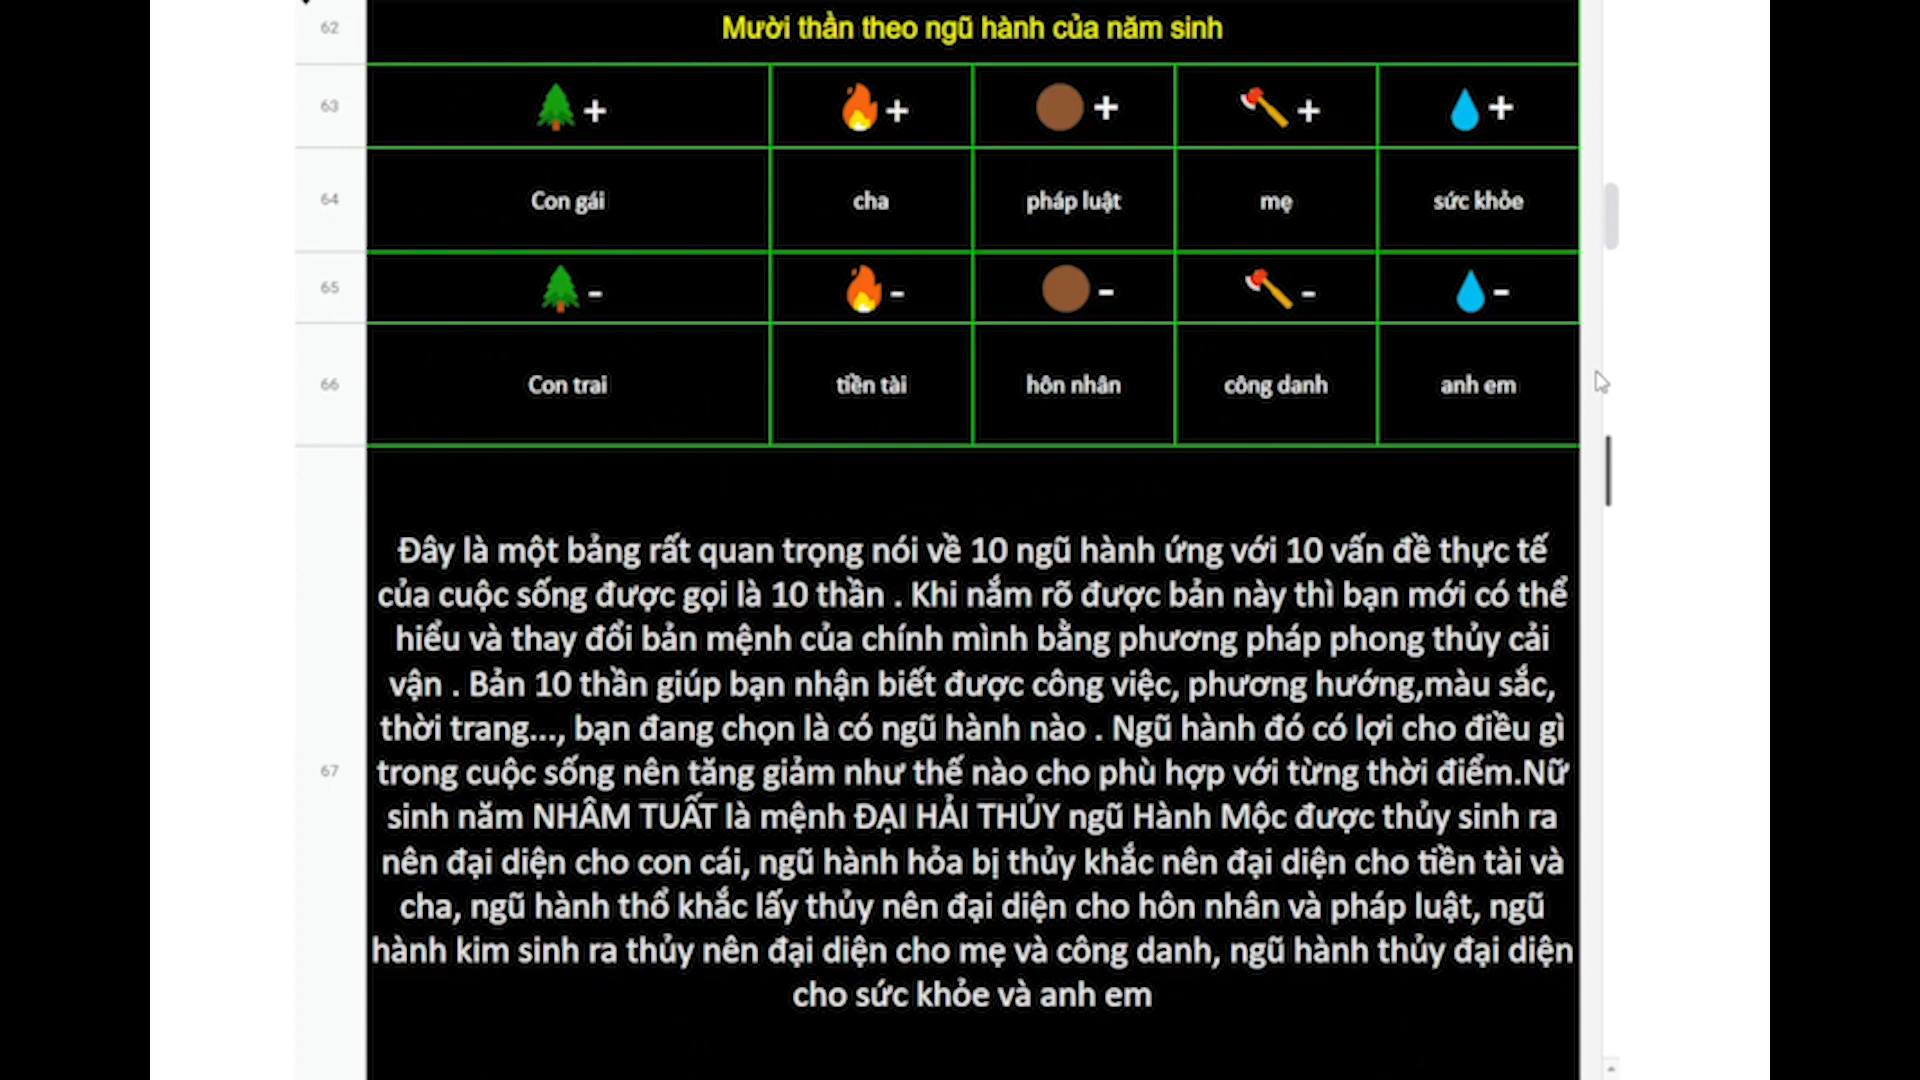 62
Mười thần theo ngũ hành của năm sinh
63
+ + + + +
64
Con gái cha pháp luật mẹ sức khỏe
65
- - - - -
66
Con trai tiền tài hôn nhân công danh anh em
Đây là một bảng rất quan trọng nói về 10 ngũ hành ứng với 10 vấn đề thực tế
của cuộc sống được gọi là 10 thần . Khi nắm rõ được bản này thì bạn mới có thể
hiểu và thay đổi bản mệnh của chính mình bằng phương pháp phong thủy cải
vận . Bản 10 thần giúp bạn nhận biết được công việc, phương hướng,màu sắc,
thời trang..., bạn đang chọn là có ngũ hành nào . Ngũ hành đó có lợi cho điều gì
67
trong cuộc sống nên tăng giảm như thế nào cho phù hợp với từng thời điểm.Nữ
sinh năm NHÂM TUẤT là mệnh ĐẠI HẢI THỦY ngũ Hành Mộc được thủy sinh ra
nên đại diện cho con cái, ngũ hành hỏa bị thủy khắc nên đại diện cho tiền tài và
cha, ngũ hành thổ khắc lấy thủy nên đại diện cho hôn nhân và pháp luật, ngũ
hành kim sinh ra thủy nên đại diện cho mẹ và công danh, ngũ hành thủy đại diện
cho sức khỏe và anh em